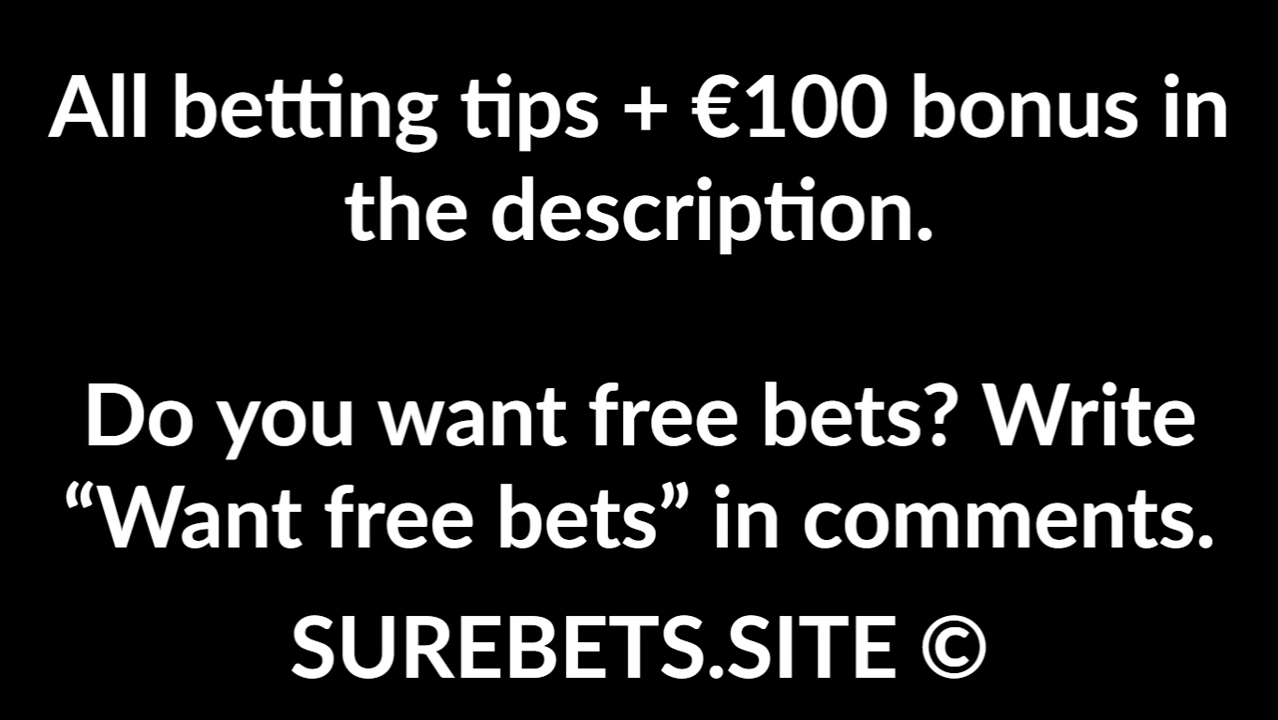 All betting tips + €100 bonus in
the description.
Do you want free bets? Write
“Want free bets” in comments.
SUREBETS.SITE ©